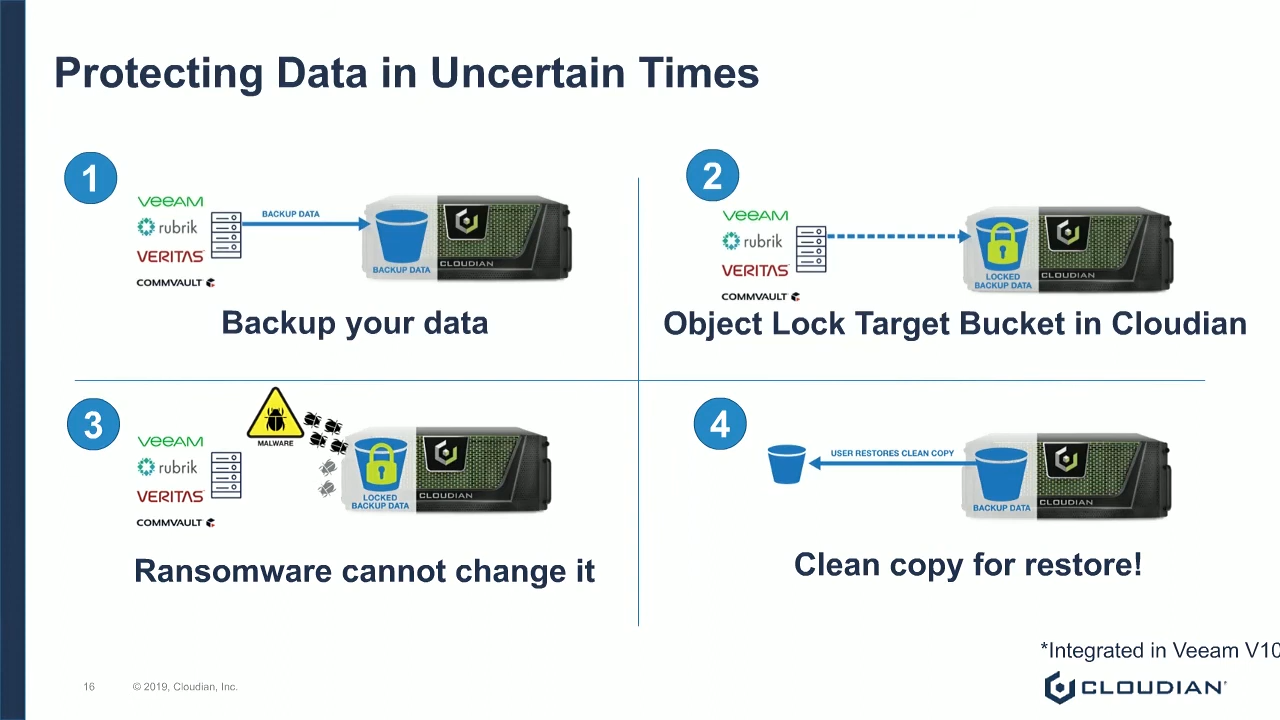 Protecting Data in Uncertain Times
1
veeam
rubrik
VERITAS
COMMVAULT
BACKUP DATA
BACKUP DATA
CLOUDIAN
Backup your data
2
veeam
rubrik
VERITAS
COMMVAULT
LOCKED
BACKUP DATA
CLOUDIAN
Object Lock Target Bucket in Cloudian
3
veeam
rubrik
VERITAS
COMMVAULT
MALWARE
LOCKED
BACKUP DATA
CLOUDIAN
Ransomware cannot change it
4
USER RESTORES CLEAN COPY
BACKUP DATA
CLOUDIAN
Clean copy for restore!
*Integrated in Veeam V10
16
© 2019, Cloudian, Inc.
CLOUDIAN